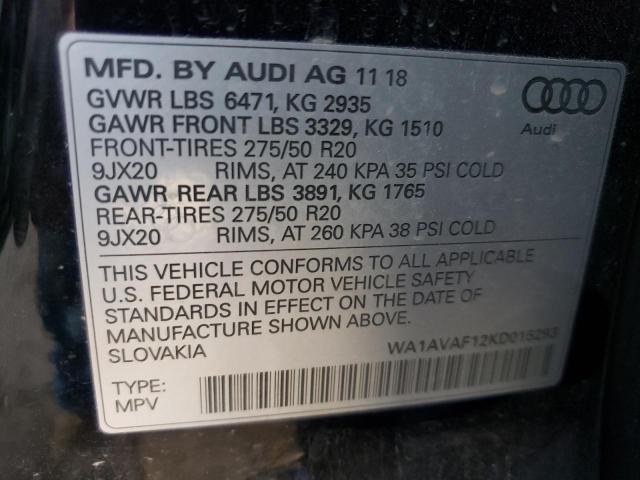 MFD. BY AUDI AG 11 18
GVWR LBS 6471, KG 2935
GAWR FRONT LBS 3329, KG 1510
FRONT-TIRES 275/50 R20
9JX20 RIMS, AT 240 KPA 35 PSI COLD
GAWR REAR LBS 3891, KG 1765
REAR-TIRES 275/50 R20
9JX20 RIMS, AT 260 KPA 38 PSI COLD
Audi
THIS VEHICLE CONFORMS TO ALL APPLICABLE
U.S. FEDERAL MOTOR VEHICLE SAFETY
STANDARDS IN EFFECT ON THE DATE OF
MANUFACTURE SHOWN ABOVE.
SLOVAKIA
WA1AVAF12KD015293
TYPE:
MPV